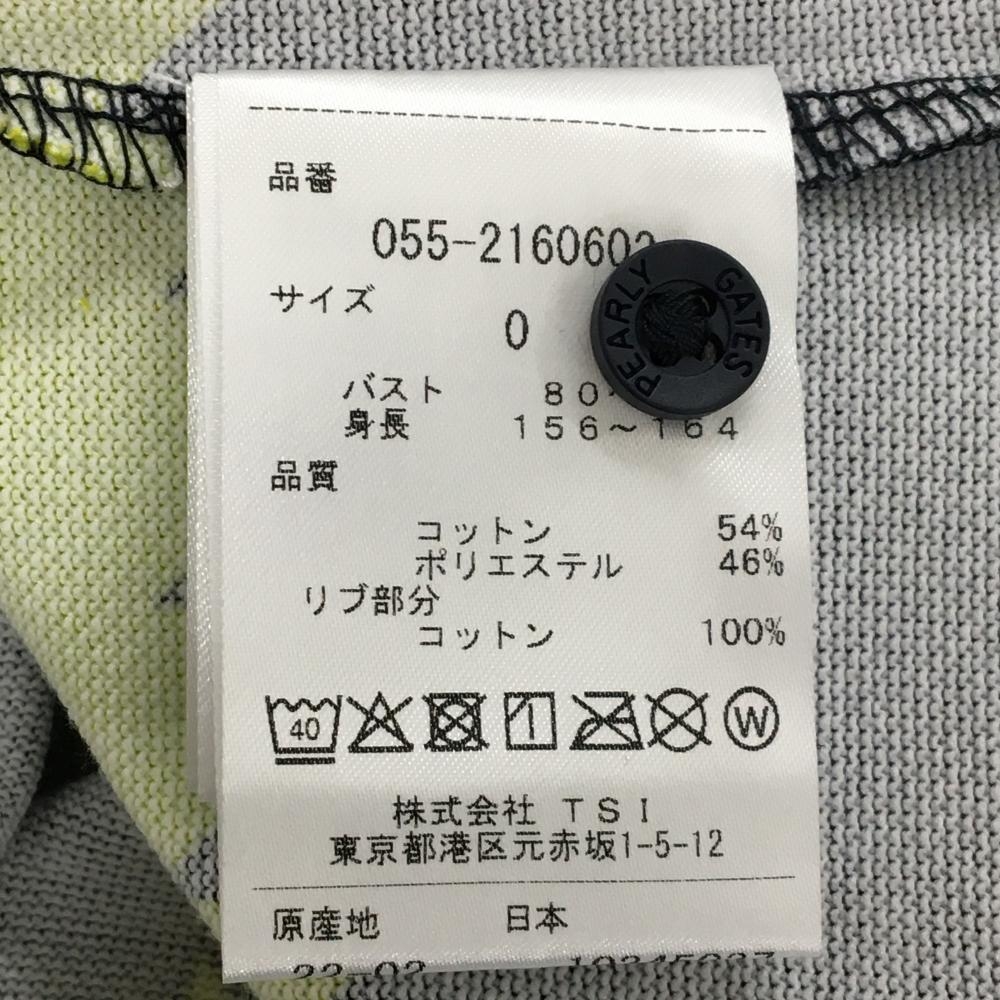 品番
055-2160602
サイズ
0
PEARLY GATES
バスト 80
身長 156～164
品質
コットン 54%
ポリエステル 46%
リブ部分
コットン 100%
40
W
株式会社 TSI
東京都港区元赤坂1-5-12
原産地 日本